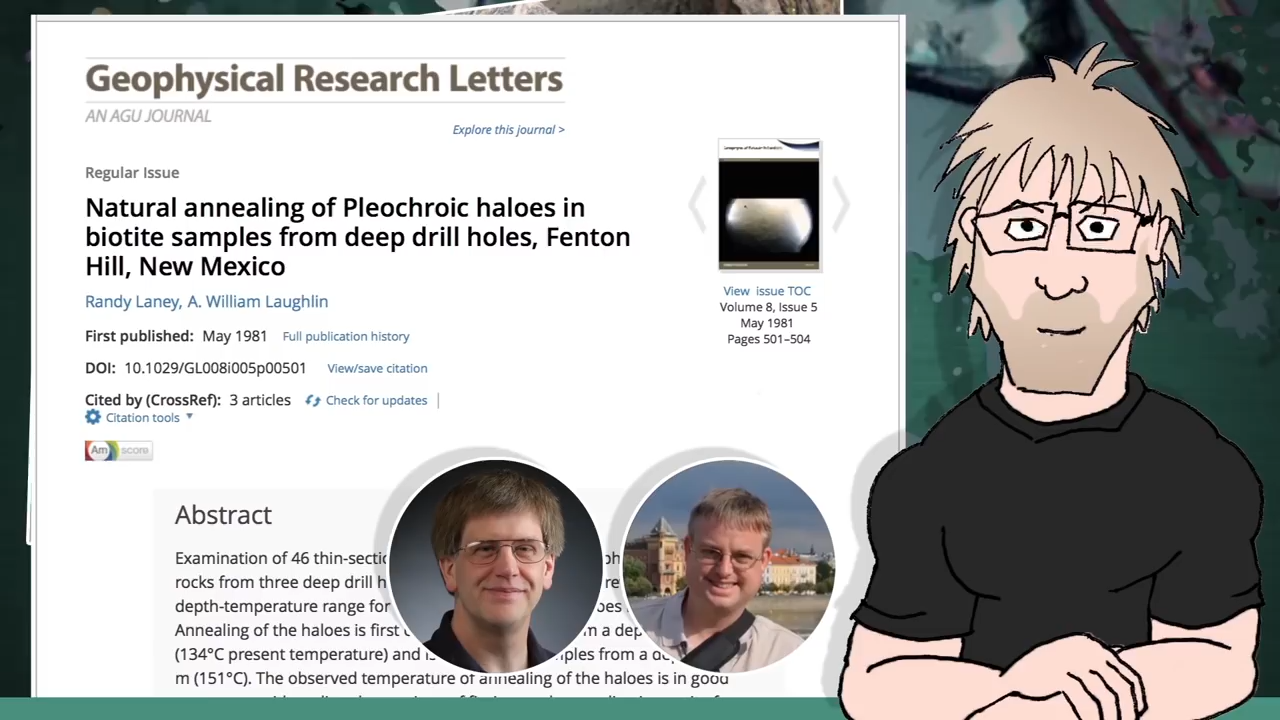 Geophysical Research Letters
AN AGU JOURNAL
Explore this journal >
Regular Issue
Natural annealing of Pleochroic haloes in
biotite samples from deep drill holes, Fenton
Hill, New Mexico
Randy Laney, A. William Laughlin
First published: May 1981 Full publication history
DOI: 10.1029/GL008i005p00501 View/save citation
Cited by (CrossRef): 3 articles Check for updates
Citation tools
Am score
View issue TOC
Volume 8, Issue 5
May 1981
Pages 501–504
Abstract
Examination of 46 thin-sectio
rocks from three deep drill h
depth-temperature range for
Annealing of the haloes is first m a dep
(134°C present temperature) and mples from a d
m (151°C). The observed temperature of annealing of the haloes is in good